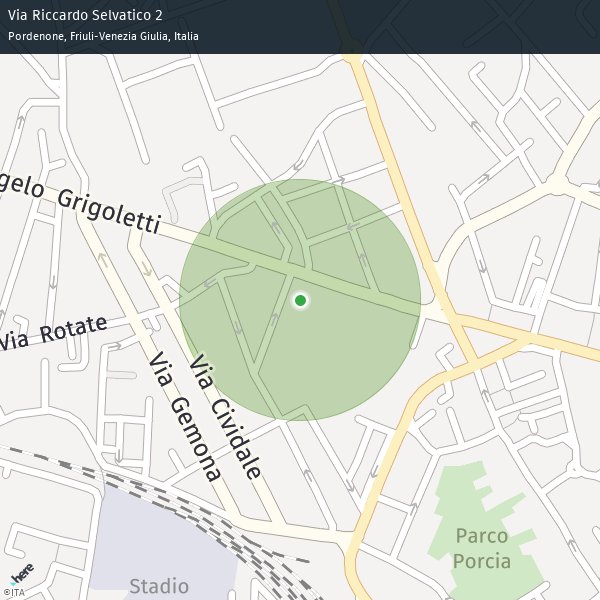 Via Riccardo Selvatico 2
Pordenone, Friuli-Venezia Giulia, Italia
gelo Grigoletti
Via Rotate
Via Gemona
Via Cividale
Parco
Porcia
Stadio
here
©ITA